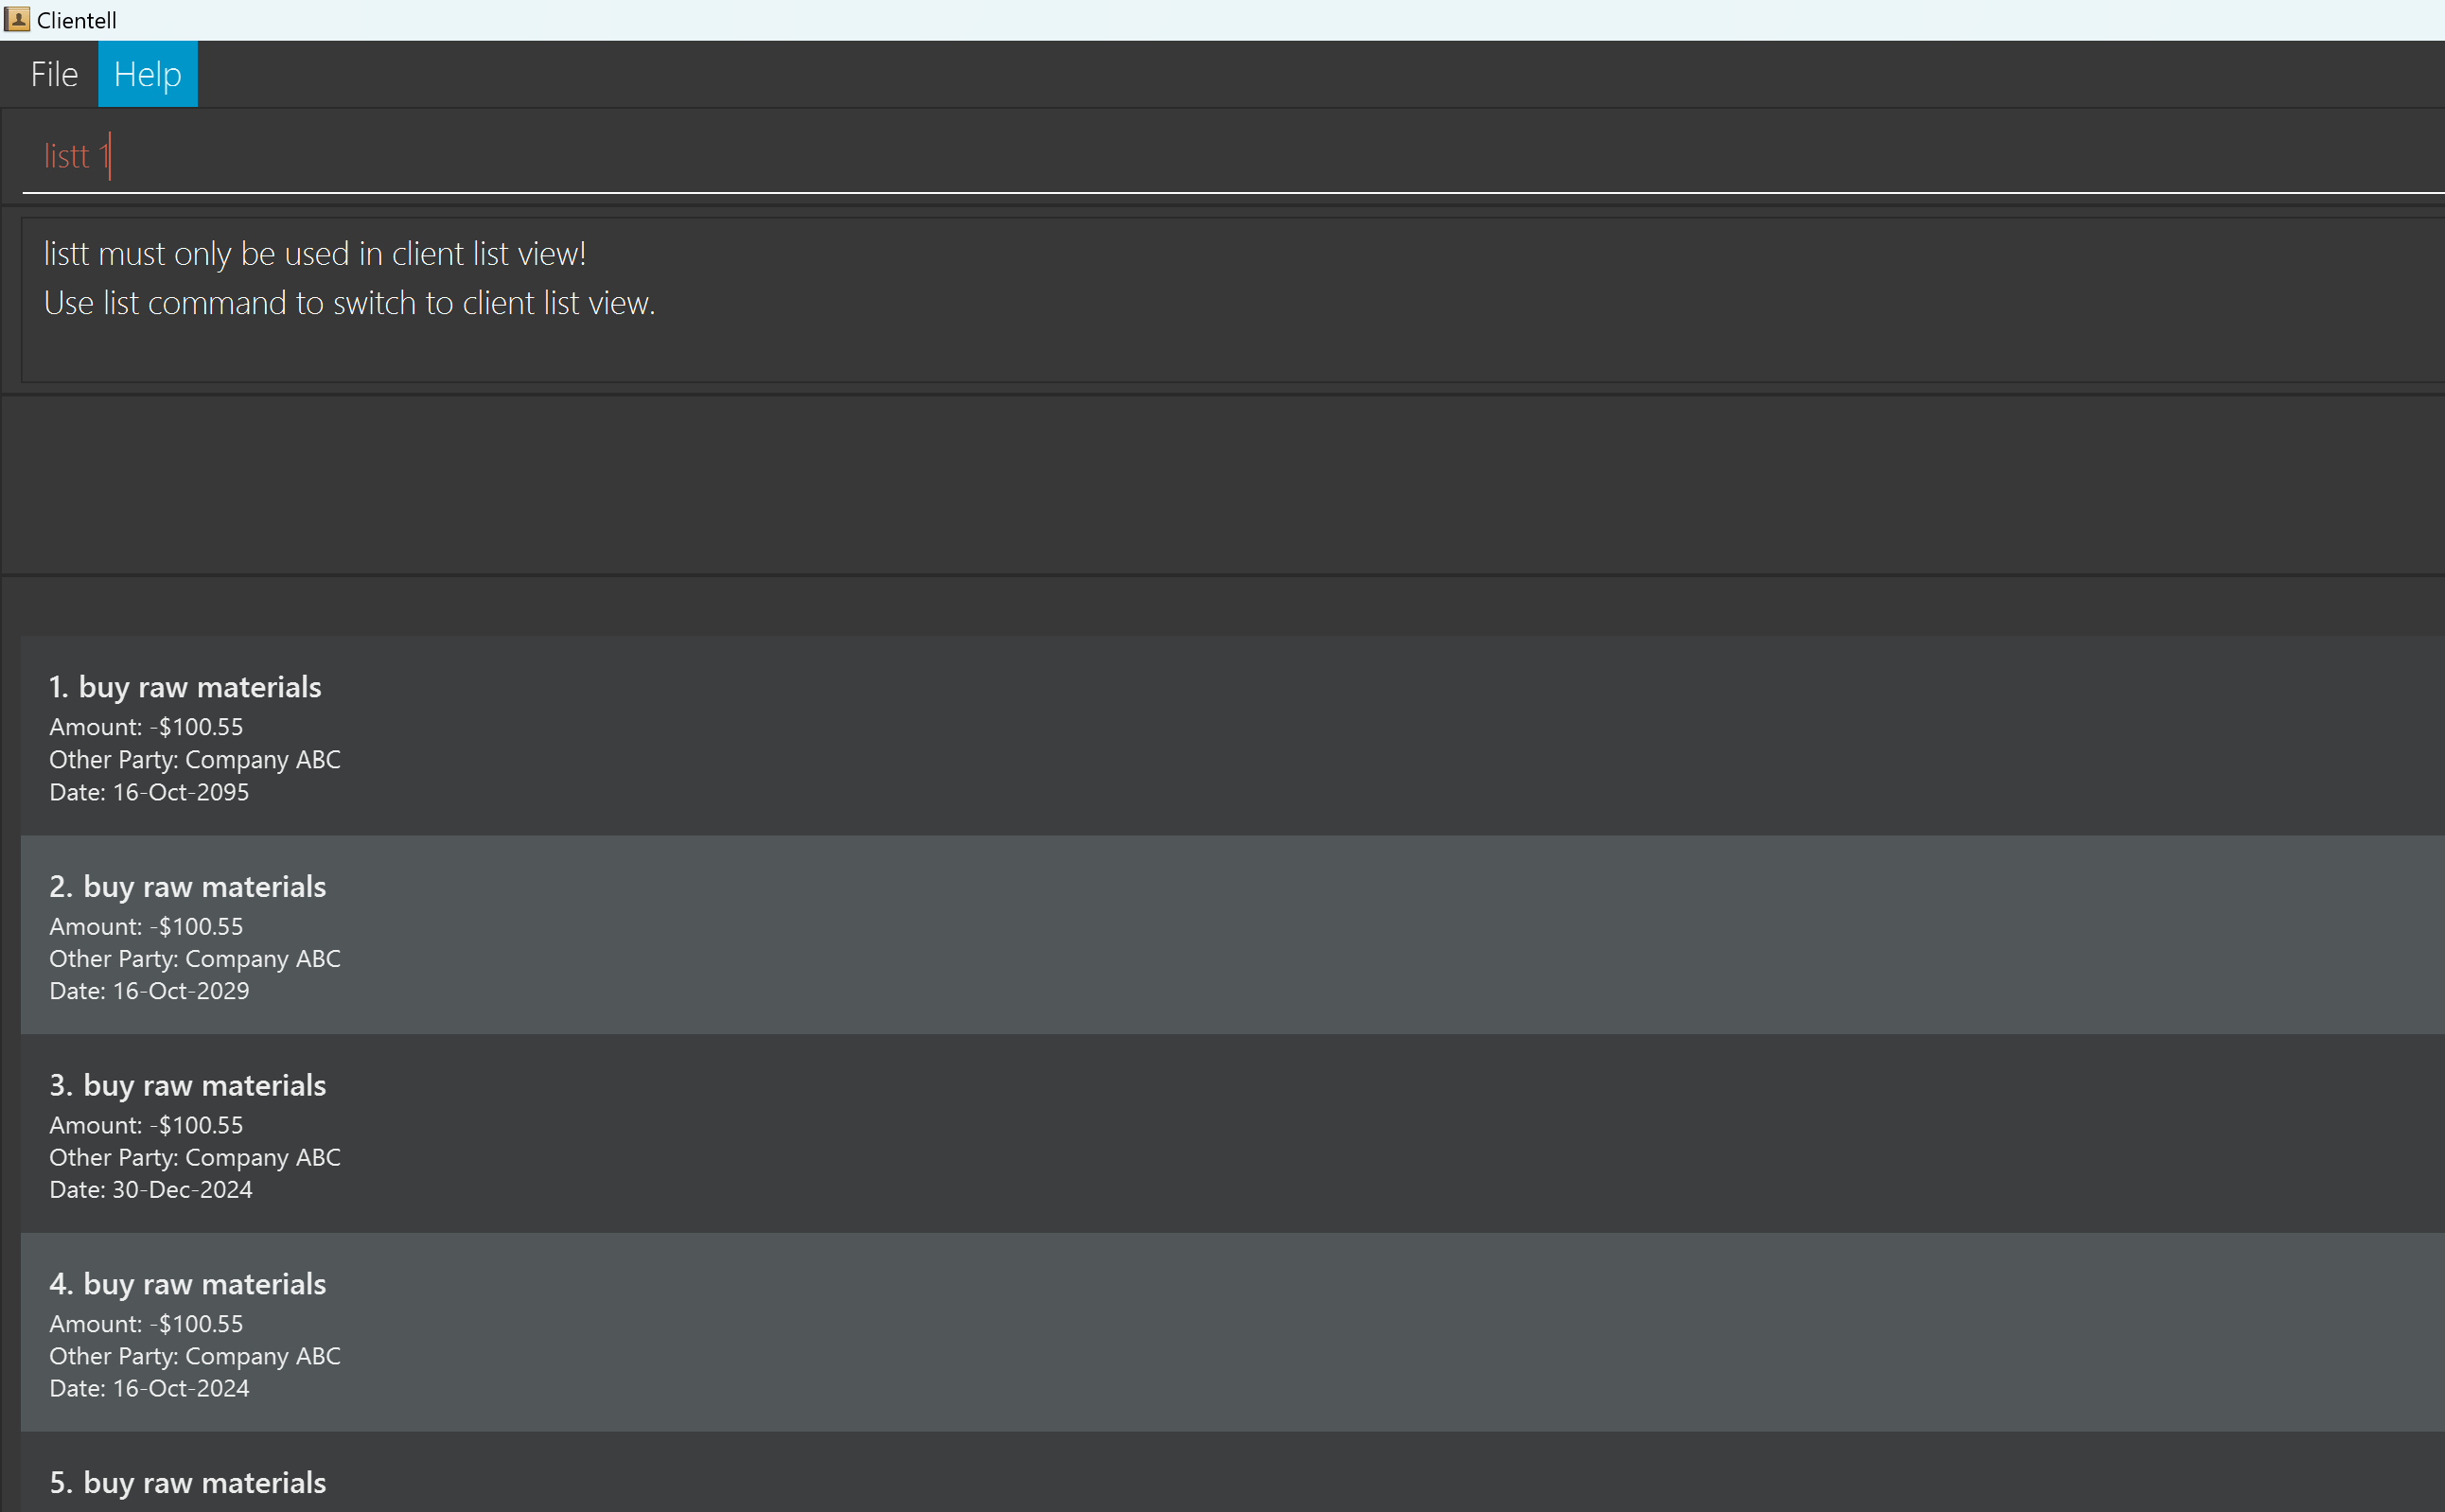 Clientell
File Help
listt 1
listt must only be used in client list view!
Use list command to switch to client list view.
1. buy raw materials
Amount: -$100.55
Other Party: Company ABC
Date: 16-Oct-2095
2. buy raw materials
Amount: -$100.55
Other Party: Company ABC
Date: 16-Oct-2029
3. buy raw materials
Amount: -$100.55
Other Party: Company ABC
Date: 30-Dec-2024
4. buy raw materials
Amount: -$100.55
Other Party: Company ABC
Date: 16-Oct-2024
5. buy raw materials